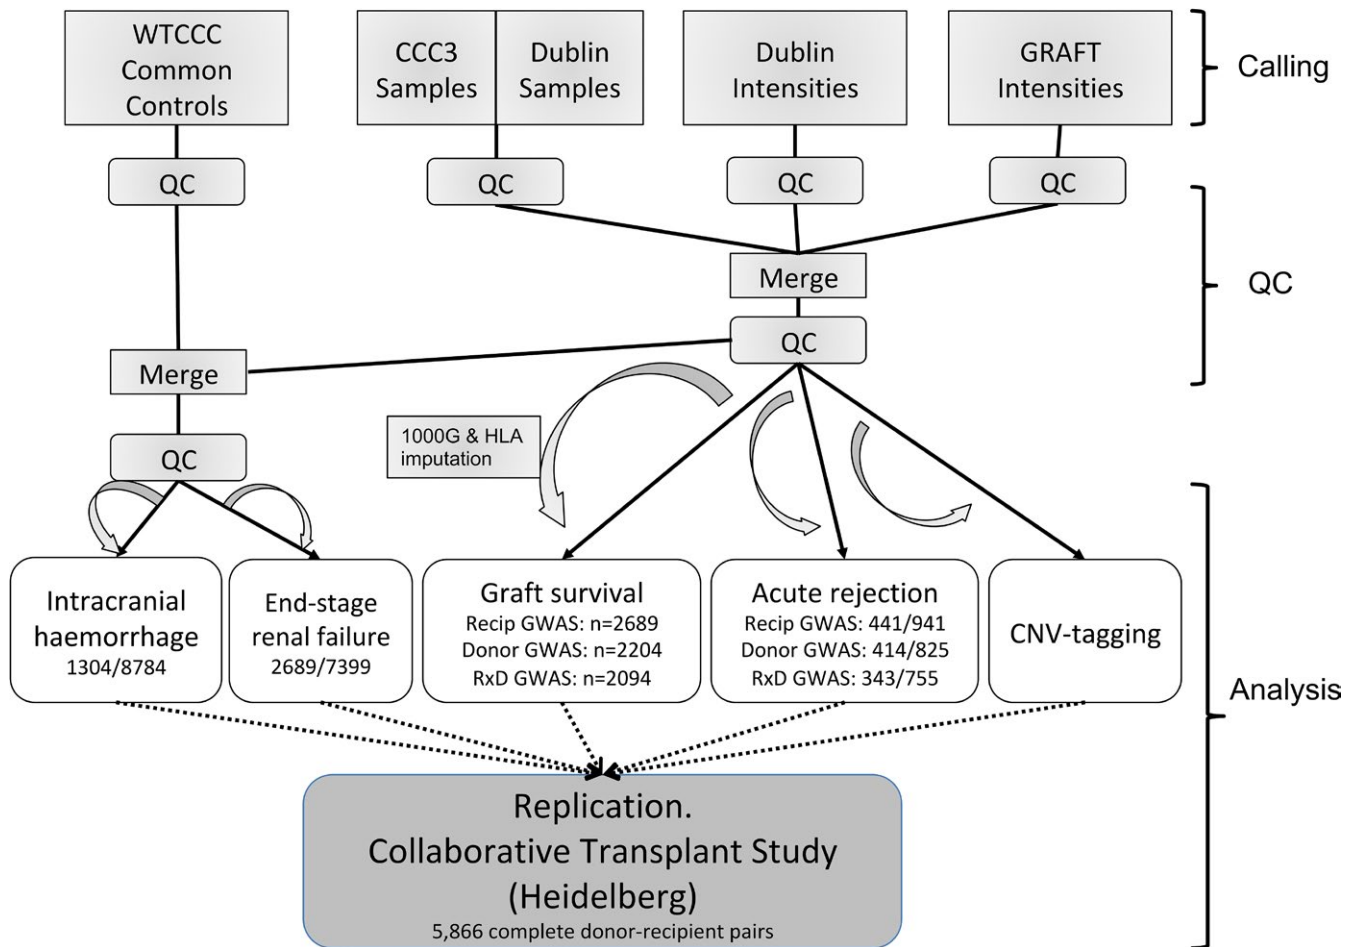 WTCCC
Common
Controls
CCC3
Samples
Dublin
Samples
Dublin
Intensities
GRAFT
Intensities
Calling
QC
QC
QC
QC
Merge
QC
QC
Merge
1000G & HLA
imputation
QC
Intracranial
haemorrhage
1304/8784
End-stage
renal failure
2689/7399
Graft survival
Recip GWAS: n=2689
Donor GWAS: n=2204
RxD GWAS: n=2094
Acute rejection
Recip GWAS: 441/941
Donor GWAS: 414/825
RxD GWAS: 343/755
CNV-tagging
Analysis
Replication.
Collaborative Transplant Study
(Heidelberg)
5,866 complete donor-recipient pairs